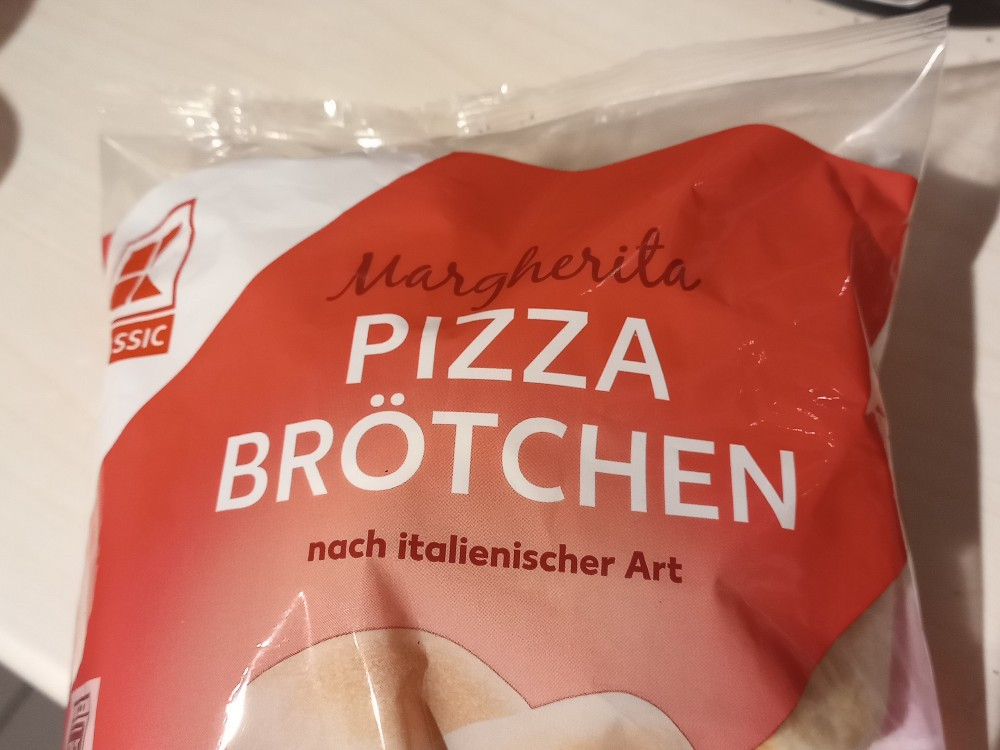 Margherita
PIZZA
BRÖTCHEN
nach italienischer Art
SSIC